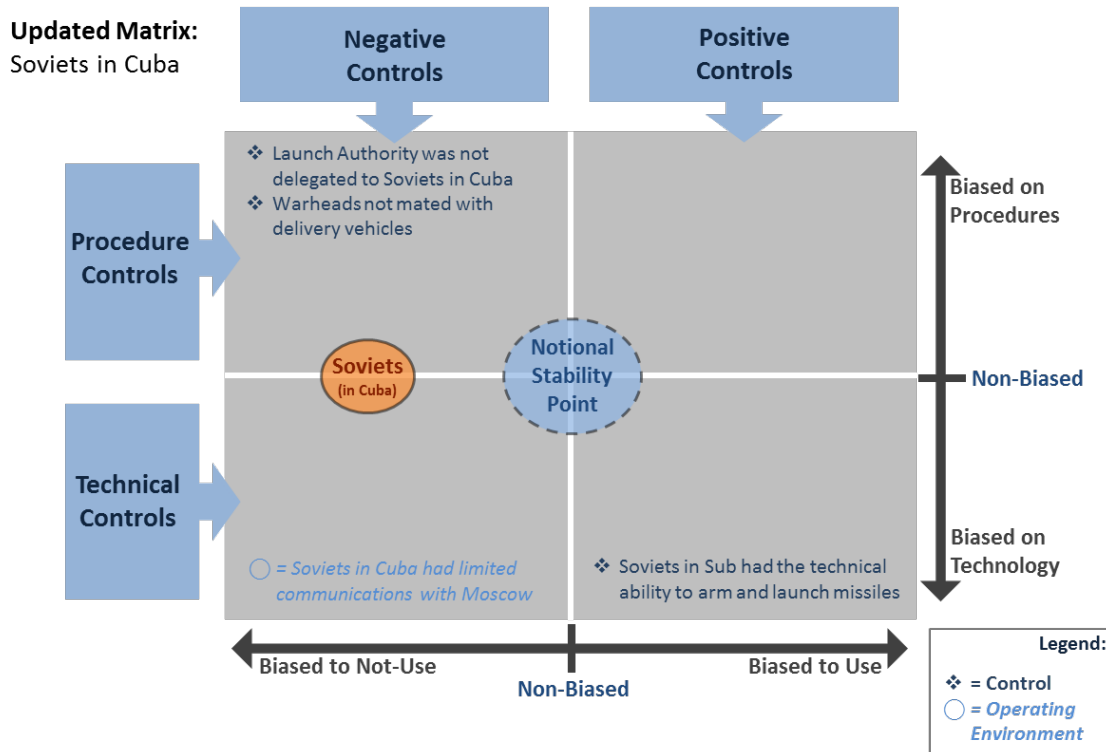 Updated Matrix:
Soviets in Cuba
Negative
Controls
Positive
Controls
Procedure
Controls
Technical
Controls
❖ Launch Authority was not
delegated to Soviets in Cuba
❖ Warheads not mated with
delivery vehicles
Soviets
(in Cuba)
Notional
Stability
Point
◯ = Soviets in Cuba had limited
communications with Moscow
❖ Soviets in Sub had the technical
ability to arm and launch missiles
Biased on
Procedures
Non-Biased
Biased on
Technology
Biased to Not-Use
Non-Biased
Biased to Use
Legend:
❖ = Control
◯ = Operating
Environment